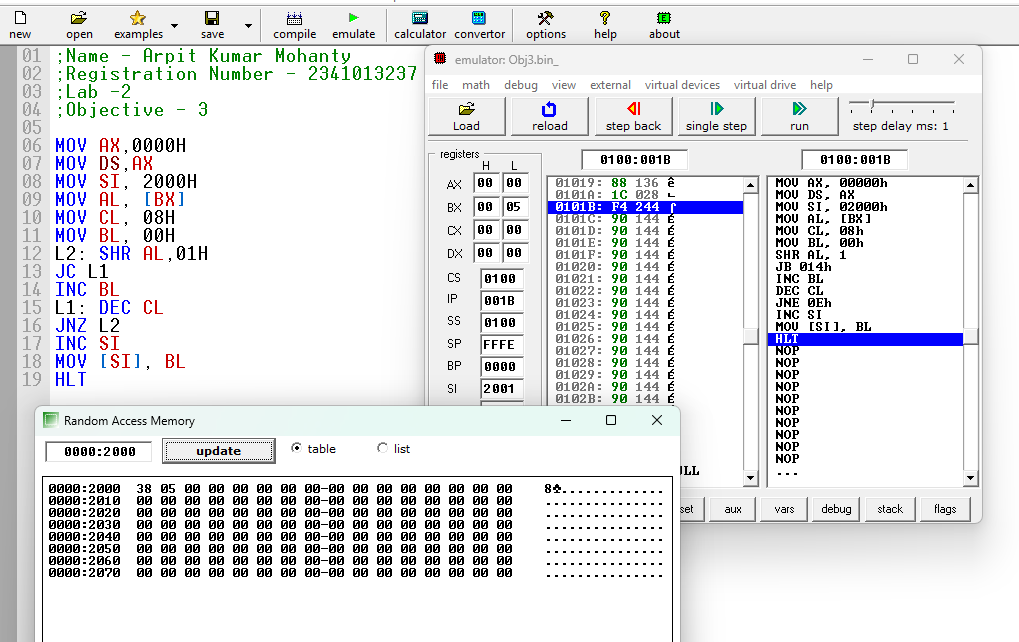 new open examples save compile emulate calculator convertor options help about
01 ;Name - Arpit Kumar Mohanty
02 ;Registration Number - 2341013237
03 ;Lab -2
04 ;Objective - 3
05
06 MOV AX,0000H
07 MOV DS,AX
08 MOV SI, 2000H
09 MOV AL, [BX]
10 MOV CL, 08H
11 MOV BL, 00H
12 L2: SHR AL,01H
13 JC L1
14 INC BL
15 L1: DEC CL
16 JNZ L2
17 INC SI
18 MOV [SI], BL
19 HLT
emulator: Obj3.bin_
file math debug view external virtual devices virtual drive help
Load reload step back single step run step delay ms: 1
registers
H L
0100:001B 0100:001B
AX 00 00
BX 00 05
CX 00 00
DX 00 00
CS 0100
IP 001B
SS 0100
SP FFFE
BP 0000
SI 2001
01019: 88 136 ê
0101A: 1C 028 ∟
0101B: F4 244 ⌠
0101C: 90 144 É
0101D: 90 144 É
0101E: 90 144 É
0101F: 90 144 É
01020: 90 144 É
01021: 90 144 É
01022: 90 144 É
01023: 90 144 É
01024: 90 144 É
01025: 90 144 É
01026: 90 144 É
01027: 90 144 É
01028: 90 144 É
01029: 90 144 É
0102A: 90 144 É
0102B: 90 144 É
MOV AX, 00000h
MOV DS, AX
MOV SI, 02000h
MOV AL, [BX]
MOV CL, 08h
MOV BL, 00h
SHR AL, 1
JB 014h
INC BL
DEC CL
JNE 0Eh
INC SI
MOV [SI], BL
HLT
NOP
NOP
NOP
NOP
NOP
NOP
NOP
NOP
NOP
NOP
...
ULL
set aux vars debug stack flags
Random Access Memory
0000:2000 update table list
0000:2000 38 05 00 00 00 00 00 00-00 00 00 00 00 00 00 00 8♣..............
0000:2010 00 00 00 00 00 00 00 00-00 00 00 00 00 00 00 00 ................
0000:2020 00 00 00 00 00 00 00 00-00 00 00 00 00 00 00 00 ................
0000:2030 00 00 00 00 00 00 00 00-00 00 00 00 00 00 00 00 ................
0000:2040 00 00 00 00 00 00 00 00-00 00 00 00 00 00 00 00 ................
0000:2050 00 00 00 00 00 00 00 00-00 00 00 00 00 00 00 00 ................
0000:2060 00 00 00 00 00 00 00 00-00 00 00 00 00 00 00 00 ................
0000:2070 00 00 00 00 00 00 00 00-00 00 00 00 00 00 00 00 ................